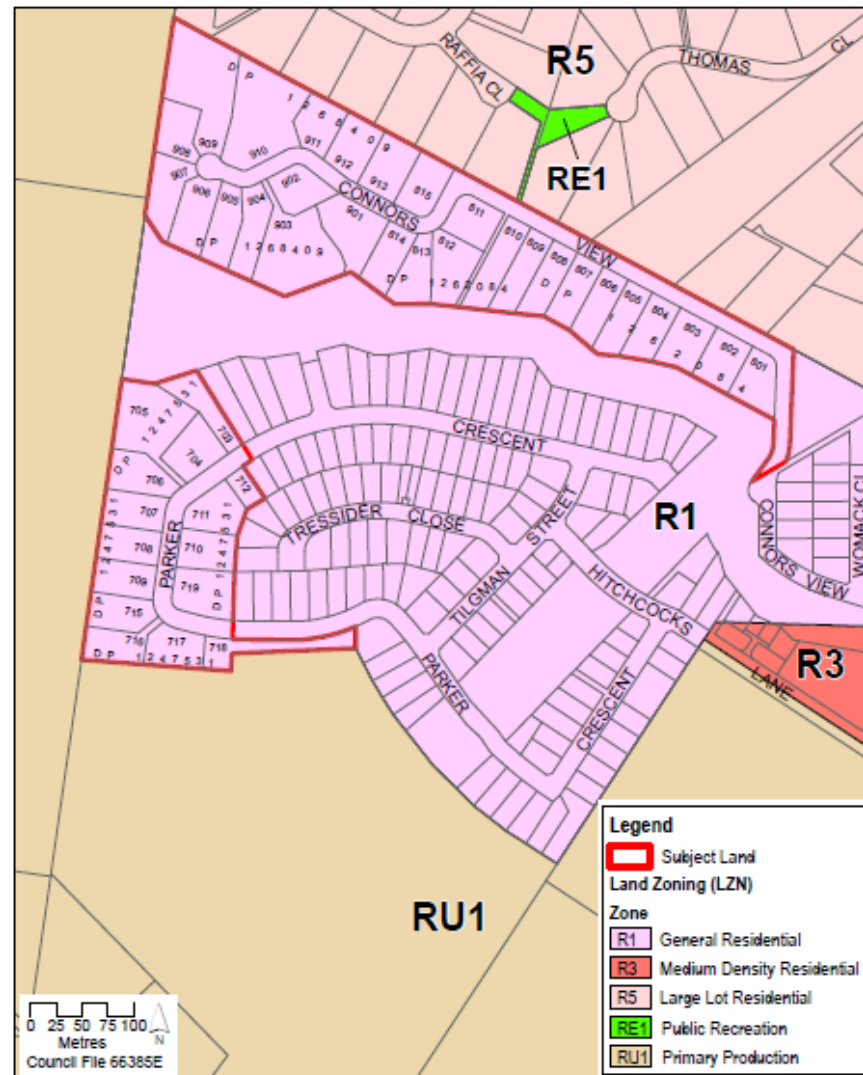 R5
RAFFIA CL
THOMAS CL
RE1
D P 1 2 6 8 4 0 9
908
909
910
911
912
913
815
907
906
905
904
902
903
901
CONNORS VIEW
D P 1 2 6 8 4 0 9
814
813
812
811
810
809
808
807
806
805
804
803
802
801
D P 1 2 6 2 0 8 4
D P 1 2 6 2 0 8 4
705
1 2 4 7 5 3 1
703
704
D P
706
712
CRESCENT
707
711
708
710
709
719
PARKER
1 2 4 7 5 3 1
D P 1 2 4 7 5 3 1
715
D P
716
717
718
D P 1 2 4 7 5 3 1
TRESSIDER CLOSE
TILGMAN STREET
R1
HITCHCOCKS LANE
CONNORS VIEW
WOMACK CL
R3
PARKER CRESCENT
RU1
Legend
Subject Land
Land Zoning (LZN)
Zone
R1 General Residential
R3 Medium Density Residential
R5 Large Lot Residential
RE1 Public Recreation
RU1 Primary Production
0 25 50 75 100
Metres
N
Council File 66385E